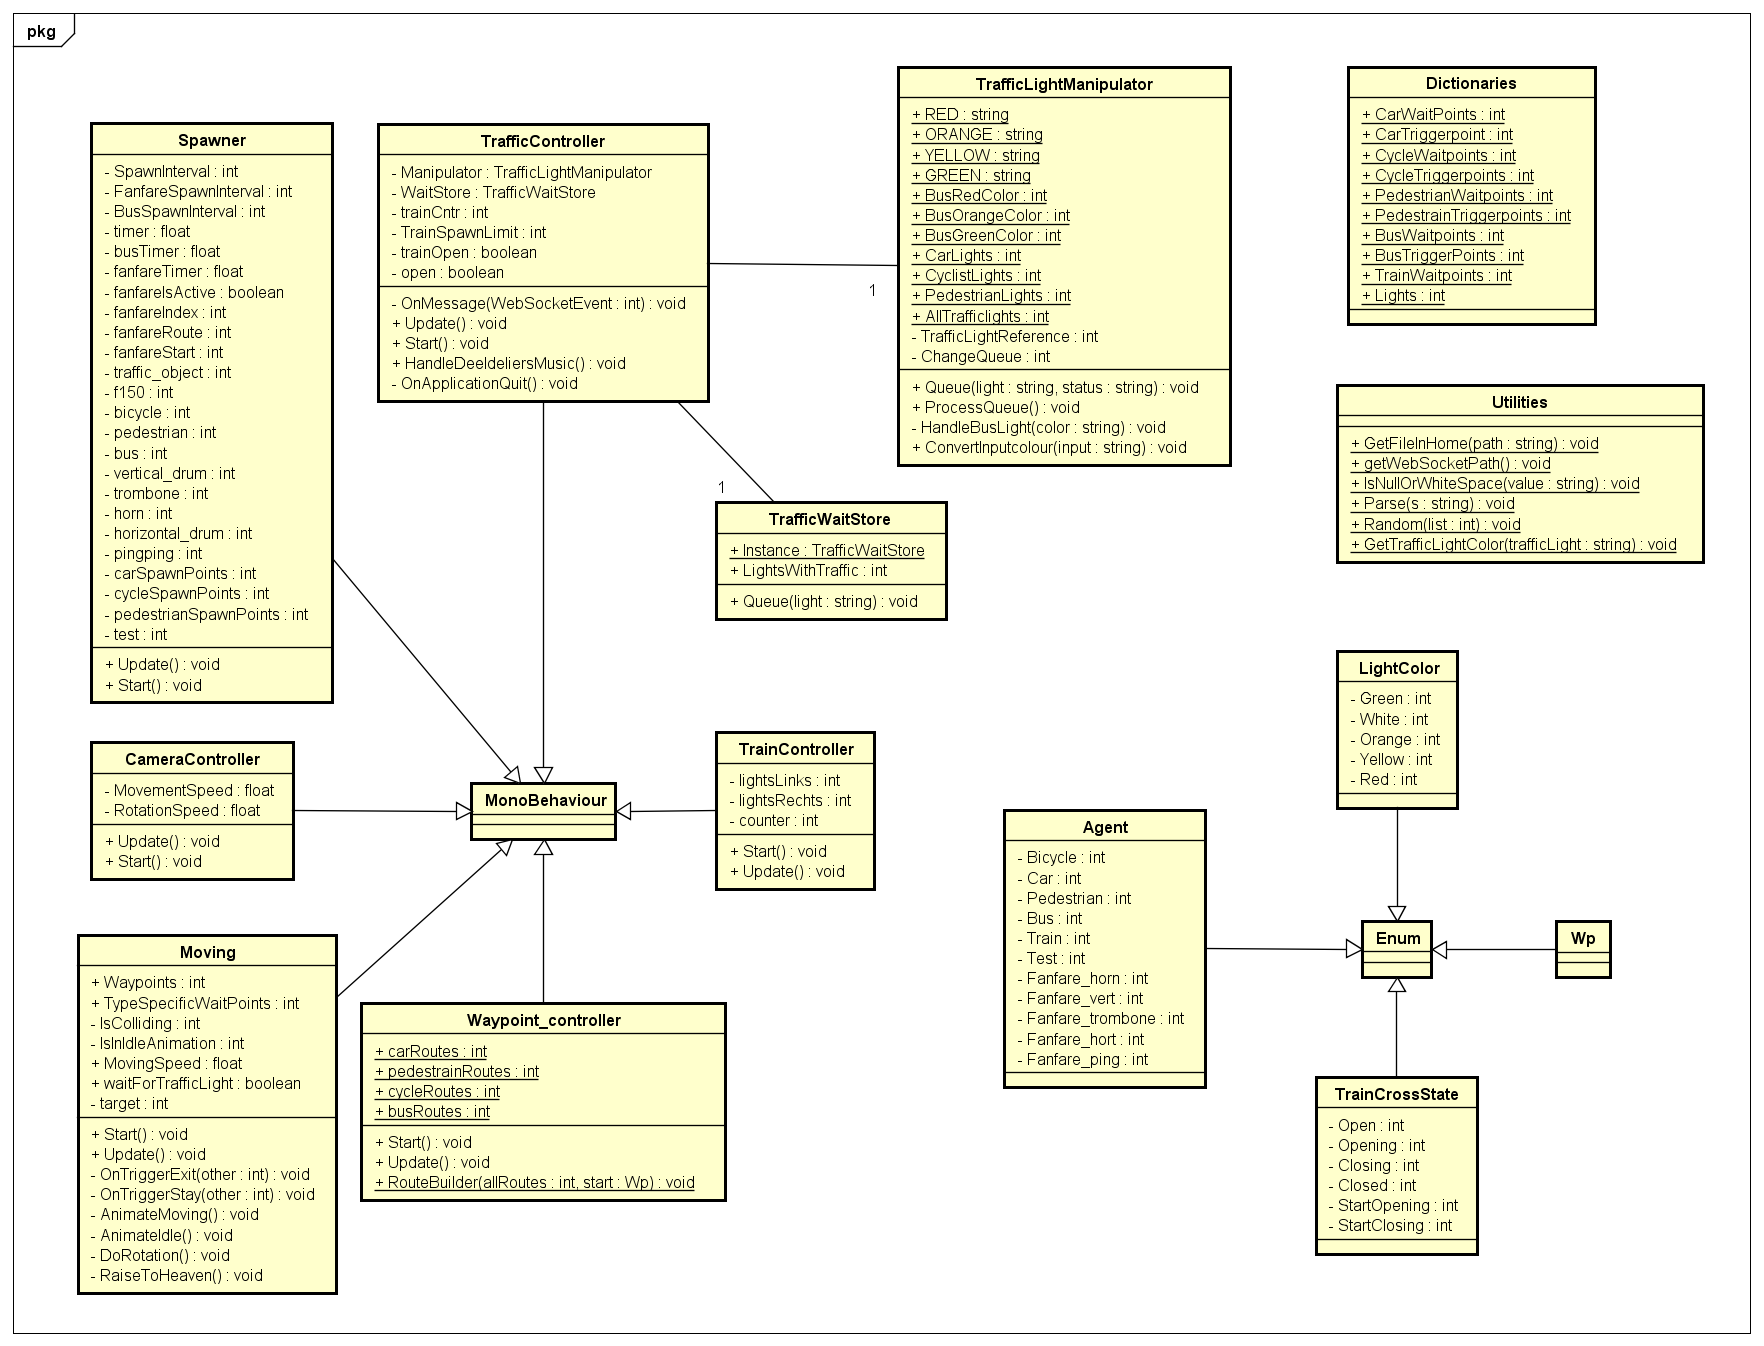 pkg
Spawner
- SpawnInterval : int
- FanfareSpawnInterval : int
- BusSpawnInterval : int
- timer : float
- busTimer : float
- fanfareTimer : float
- fanfareIsActive : boolean
- fanfareIndex : int
- fanfareRoute : int
- fanfareStart : int
- traffic_object : int
- f150 : int
- bicycle : int
- pedestrian : int
- bus : int
- vertical_drum : int
- trombone : int
- horn : int
- horizontal_drum : int
- pingping : int
- carSpawnPoints : int
- cycleSpawnPoints : int
- pedestrianSpawnPoints : int
- test : int
+ Update() : void
+ Start() : void
TrafficController
- Manipulator : TrafficLightManipulator
- WaitStore : TrafficWaitStore
- trainCntr : int
- TrainSpawnLimit : int
- trainOpen : boolean
- open : boolean
- OnMessage(WebSocketEvent : int) : void
+ Update() : void
+ Start() : void
+ HandleDeeldeliersMusic() : void
- OnApplicationQuit() : void
1
1
TrafficLightManipulator
+ RED : string
+ ORANGE : string
+ YELLOW : string
+ GREEN : string
+ BusRedColor : int
+ BusOrangeColor : int
+ BusGreenColor : int
+ CarLights : int
+ CyclistLights : int
+ PedestrianLights : int
+ AllTrafficlights : int
- TrafficLightReference : int
- ChangeQueue : int
+ Queue(light : string, status : string) : void
+ ProcessQueue() : void
- HandleBusLight(color : string) : void
+ ConvertInputcolour(input : string) : void
Dictionaries
+ CarWaitPoints : int
+ CarTriggerpoint : int
+ CycleWaitpoints : int
+ CycleTriggerpoints : int
+ PedestrianWaitpoints : int
+ PedestrainTriggerpoints : int
+ BusWaitpoints : int
+ BusTriggerPoints : int
+ TrainWaitpoints : int
+ Lights : int
Utilities
+ GetFileInHome(path : string) : void
+ getWebSocketPath() : void
+ IsNullOrWhiteSpace(value : string) : void
+ Parse(s : string) : void
+ Random(list : int) : void
+ GetTrafficLightColor(trafficLight : string) : void
TrafficWaitStore
+ Instance : TrafficWaitStore
+ LightsWithTraffic : int
+ Queue(light : string) : void
CameraController
- MovementSpeed : float
- RotationSpeed : float
+ Update() : void
+ Start() : void
MonoBehaviour
TrainController
- lightsLinks : int
- lightsRechts : int
- counter : int
+ Start() : void
+ Update() : void
LightColor
- Green : int
- White : int
- Orange : int
- Yellow : int
- Red : int
Agent
- Bicycle : int
- Car : int
- Pedestrian : int
- Bus : int
- Train : int
- Test : int
- Fanfare_horn : int
- Fanfare_vert : int
- Fanfare_trombone : int
- Fanfare_hort : int
- Fanfare_ping : int
Enum
Wp
Moving
+ Waypoints : int
+ TypeSpecificWaitPoints : int
- IsColliding : int
- IsInIdleAnimation : int
+ MovingSpeed : float
+ waitForTrafficLight : boolean
- target : int
+ Start() : void
+ Update() : void
- OnTriggerExit(other : int) : void
- OnTriggerStay(other : int) : void
- AnimateMoving() : void
- AnimateIdle() : void
- DoRotation() : void
- RaiseToHeaven() : void
Waypoint_controller
+ carRoutes : int
+ pedestrainRoutes : int
+ cycleRoutes : int
+ busRoutes : int
+ Start() : void
+ Update() : void
+ RouteBuilder(allRoutes : int, start : Wp) : void
TrainCrossState
- Open : int
- Opening : int
- Closing : int
- Closed : int
- StartOpening : int
- StartClosing : int